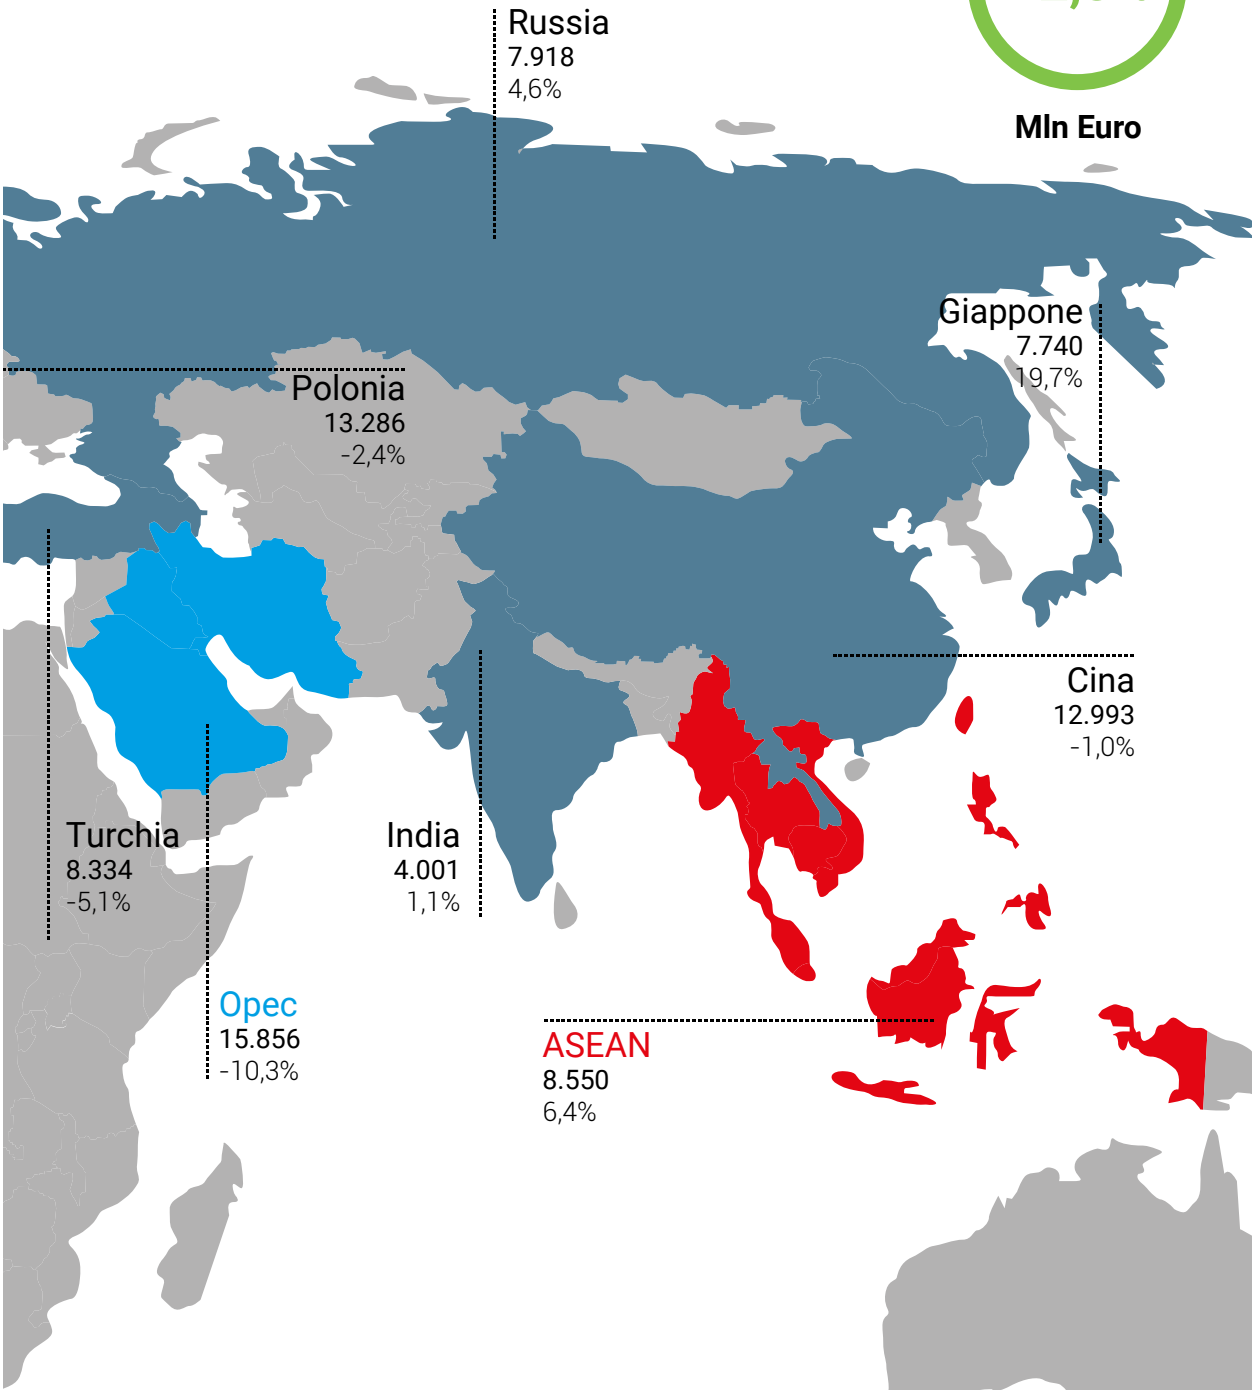 Russia
7.918
4,6%
Mln Euro
Giappone
7.740
19,7%
Polonia
13.286
-2,4%
Cina
12.993
-1,0%
Turchia
8.334
-5,1%
India
4.001
1,1%
Opec
15.856
-10,3%
ASEAN
8.550
6,4%